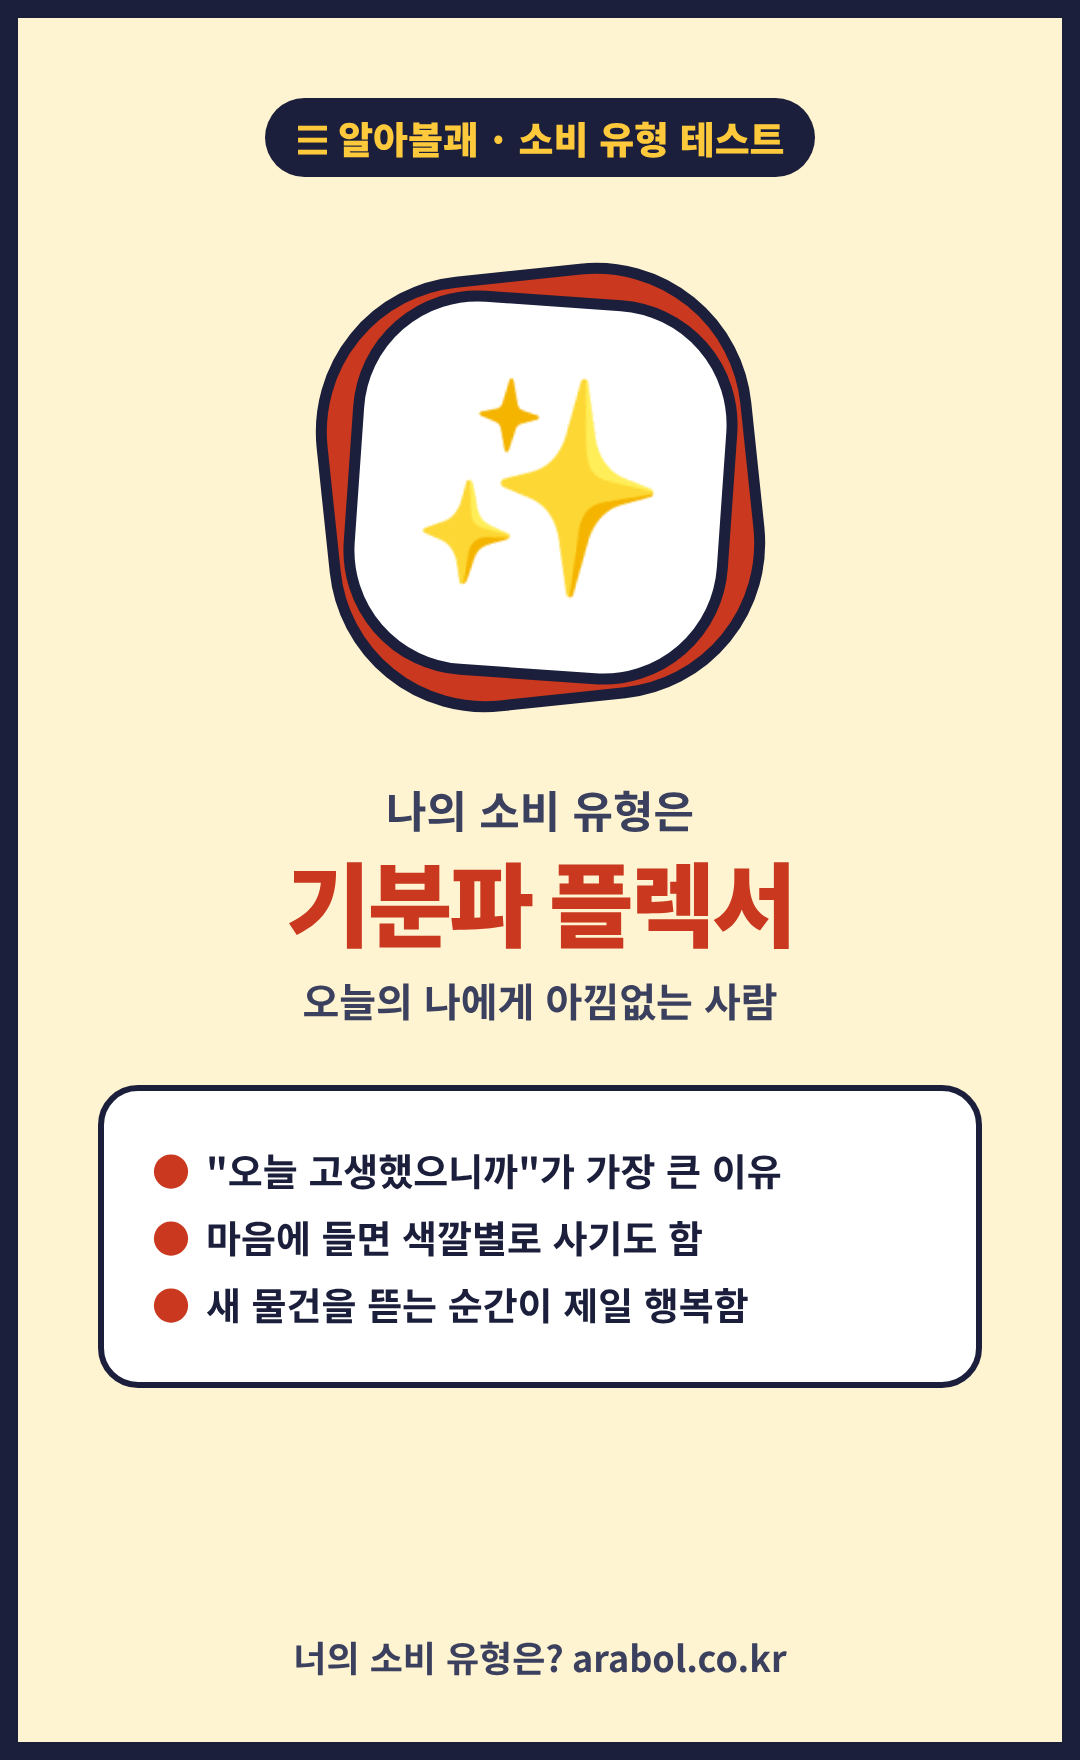 ☰ 알아볼괘 · 소비 유형 테스트
나의 소비 유형은
기분파 플렉서
오늘의 나에게 아낌없는 사람
"오늘 고생했으니까"가 가장 큰 이유
마음에 들면 색깔별로 사기도 함
새 물건을 뜯는 순간이 제일 행복함
너의 소비 유형은? arabol.co.kr